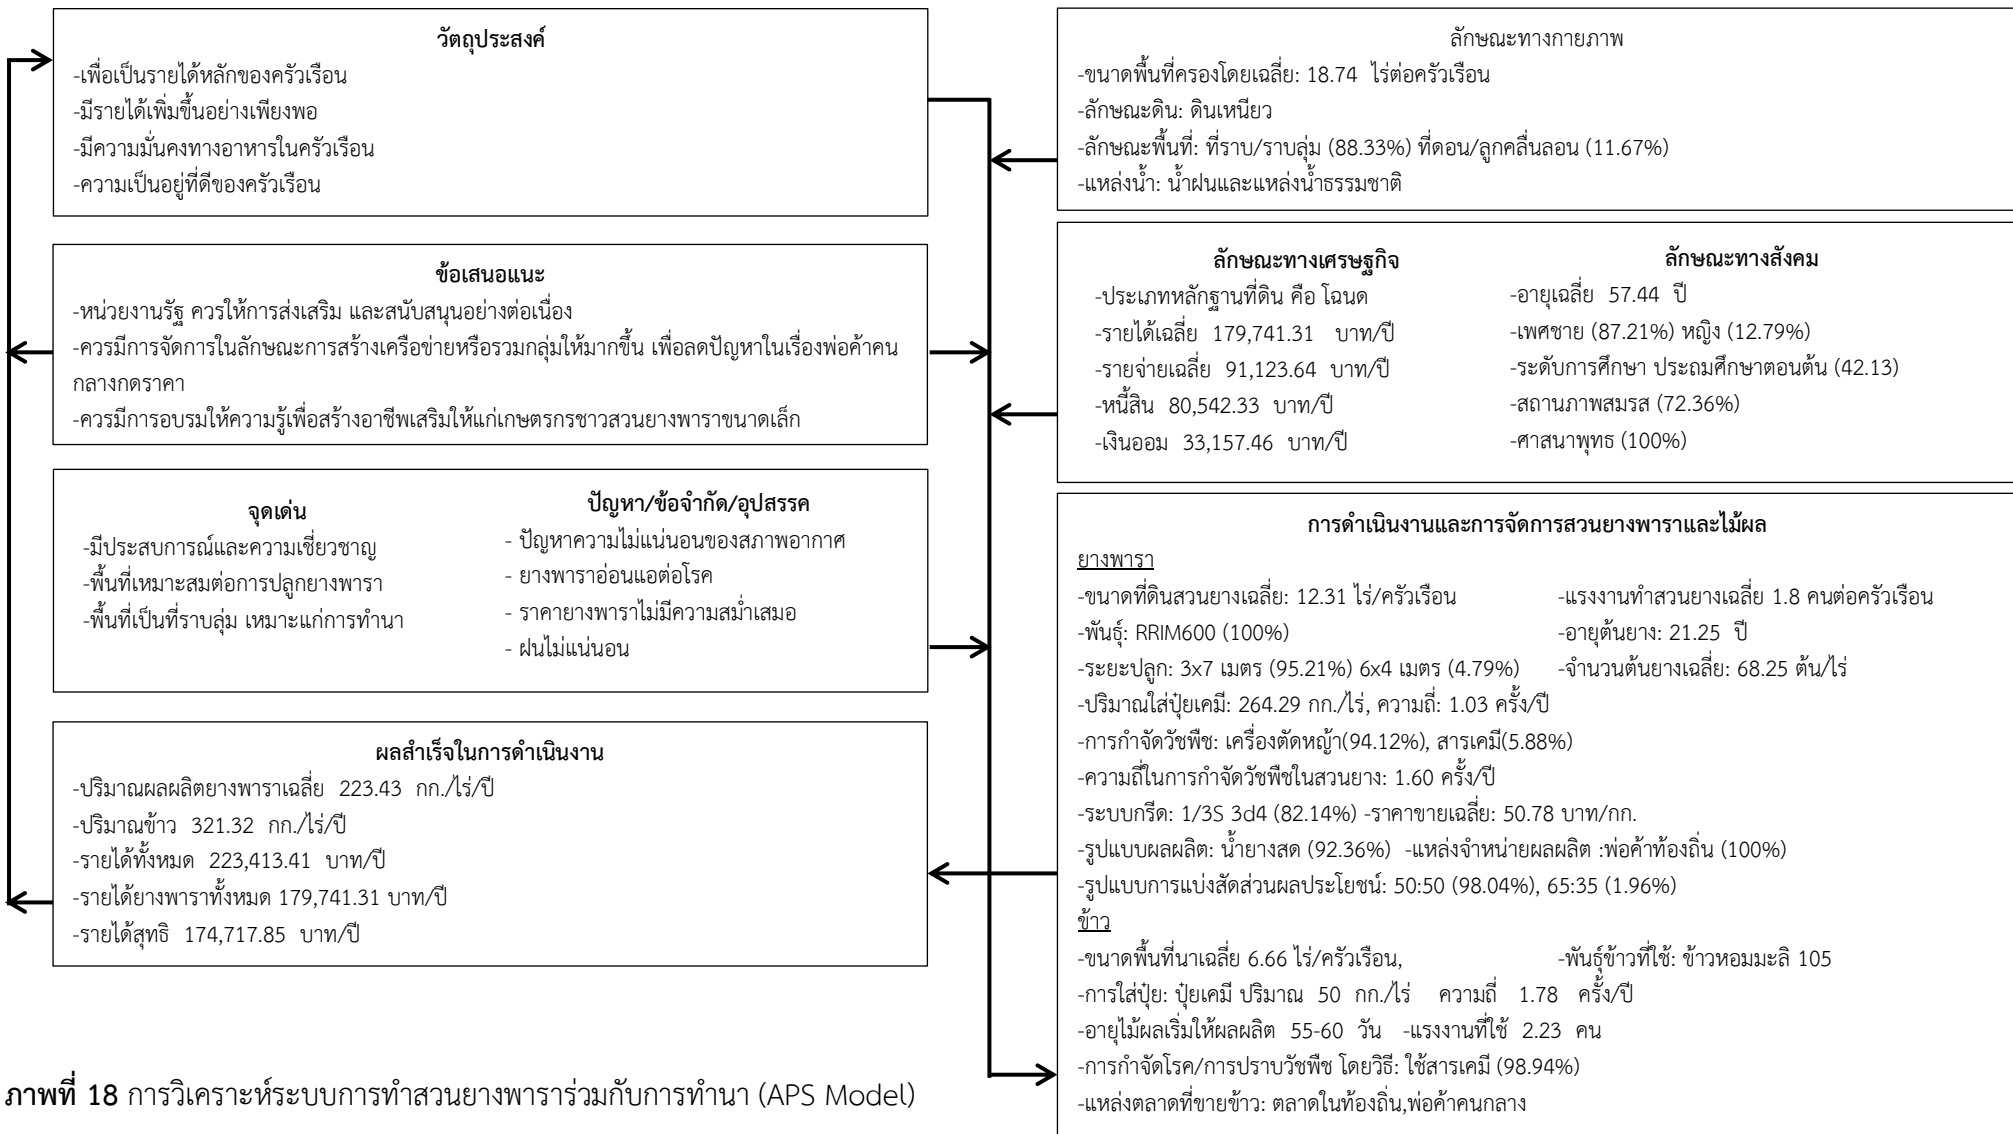 วัตถุประสงค์
-เพื่อเป็นรายได้หลักของครัวเรือน
-มีรายได้เพิ่มขึ้นอย่างเพียงพอ
-มีความมั่นคงทางอาหารในครัวเรือน
-ความเป็นอยู่ที่ดีของครัวเรือน
ข้อเสนอแนะ
-หน่วยงานรัฐ ควรให้การส่งเสริม และสนับสนุนอย่างต่อเนื่อง
-ควรมีการจัดการในลักษณะการสร้างเครือข่ายหรือรวมกลุ่มให้มากขึ้น เพื่อลดปัญหาในเรื่องพ่อค้าคน
กลางกดราคา
-ควรมีการอบรมให้ความรู้เพื่อสร้างอาชีพเสริมให้แก่เกษตรกรชาวสวนยางพาราขนาดเล็ก
จุดเด่น
-มีประสบการณ์และความเชี่ยวชาญ
-พื้นที่เหมาะสมต่อการปลูกยางพารา
-พื้นที่เป็นที่ราบลุ่ม เหมาะแก่การทำนา
ปัญหา/ข้อจำกัด/อุปสรรค
- ปัญหาความไม่แน่นอนของสภาพอากาศ
- ยางพาราอ่อนแอต่อโรค
- ราคายางพาราไม่มีความสม่ำเสมอ
- ฝนไม่แน่นอน
ผลสำเร็จในการดำเนินงาน
-ปริมาณผลผลิตยางพาราเฉลี่ย 223.43 กก./ไร่/ปี
-ปริมาณข้าว 321.32 กก./ไร่/ปี
-รายได้ทั้งหมด 223,413.41 บาท/ปี
-รายได้ยางพาราทั้งหมด 179,741.31 บาท/ปี
-รายได้สุทธิ 174,717.85 บาท/ปี
ลักษณะทางกายภาพ
-ขนาดพื้นที่ครองโดยเฉลี่ย: 18.74 ไร่ต่อครัวเรือน
-ลักษณะดิน: ดินเหนียว
-ลักษณะพื้นที่: ที่ราบ/ราบลุ่ม (88.33%) ที่ดอน/ลูกคลื่นลอน (11.67%)
-แหล่งน้ำ: น้ำฝนและแหล่งน้ำธรรมชาติ
ลักษณะทางเศรษฐกิจ
-ประเภทหลักฐานที่ดิน คือ โฉนด
-รายได้เฉลี่ย 179,741.31 บาท/ปี
-รายจ่ายเฉลี่ย 91,123.64 บาท/ปี
-หนี้สิน 80,542.33 บาท/ปี
-เงินออม 33,157.46 บาท/ปี
ลักษณะทางสังคม
-อายุเฉลี่ย 57.44 ปี
-เพศชาย (87.21%) หญิง (12.79%)
-ระดับการศึกษา ประถมศึกษาตอนต้น (42.13)
-สถานภาพสมรส (72.36%)
-ศาสนาพุทธ (100%)
การดำเนินงานและการจัดการสวนยางพาราและไม้ผล
ยางพารา
-ขนาดที่ดินสวนยางเฉลี่ย: 12.31 ไร่/ครัวเรือน -แรงงานทำสวนยางเฉลี่ย 1.8 คนต่อครัวเรือน
-พันธุ์: RRIM600 (100%) -อายุต้นยาง: 21.25 ปี
-ระยะปลูก: 3x7 เมตร (95.21%) 6x4 เมตร (4.79%) -จำนวนต้นยางเฉลี่ย: 68.25 ต้น/ไร่
-ปริมาณใส่ปุ๋ยเคมี: 264.29 กก./ไร่, ความถี่: 1.03 ครั้ง/ปี
-การกำจัดวัชพืช: เครื่องตัดหญ้า(94.12%), สารเคมี(5.88%)
-ความถี่ในการกำจัดวัชพืชในสวนยาง: 1.60 ครั้ง/ปี
-ระบบกรีด: 1/3S 3d4 (82.14%) -ราคาขายเฉลี่ย: 50.78 บาท/กก.
-รูปแบบผลผลิต: น้ำยางสด (92.36%) -แหล่งจำหน่ายผลผลิต :พ่อค้าท้องถิ่น (100%)
-รูปแบบการแบ่งสัดส่วนผลประโยชน์: 50:50 (98.04%), 65:35 (1.96%)
ข้าว
-ขนาดพื้นที่นาเฉลี่ย 6.66 ไร่/ครัวเรือน, -พันธุ์ข้าวที่ใช้: ข้าวหอมมะลิ 105
-การใส่ปุ๋ย: ปุ๋ยเคมี ปริมาณ 50 กก./ไร่ ความถี่ 1.78 ครั้ง/ปี
-อายุไม้ผลเริ่มให้ผลผลิต 55-60 วัน -แรงงานที่ใช้ 2.23 คน
-การกำจัดโรค/การปราบวัชพืช โดยวิธี: ใช้สารเคมี (98.94%)
-แหล่งตลาดที่ขายข้าว: ตลาดในท้องถิ่น,พ่อค้าคนกลาง
ภาพที่ 18 การวิเคราะห์ระบบการทำสวนยางพาราร่วมกับการทำนา (APS Model)